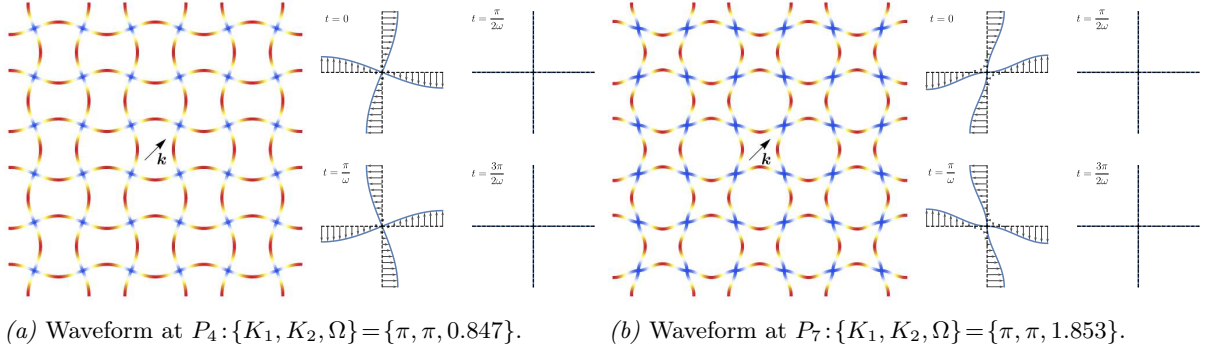 t = 0
t = π/2ω
k
t = π/ω
t = 3π/2ω
t = 0
t = π/2ω
k
t = π/ω
t = 3π/2ω
(a) Waveform at P₄:{K₁, K₂, Ω}={π, π, 0.847}.
(b) Waveform at P₇:{K₁, K₂, Ω}={π, π, 1.853}.